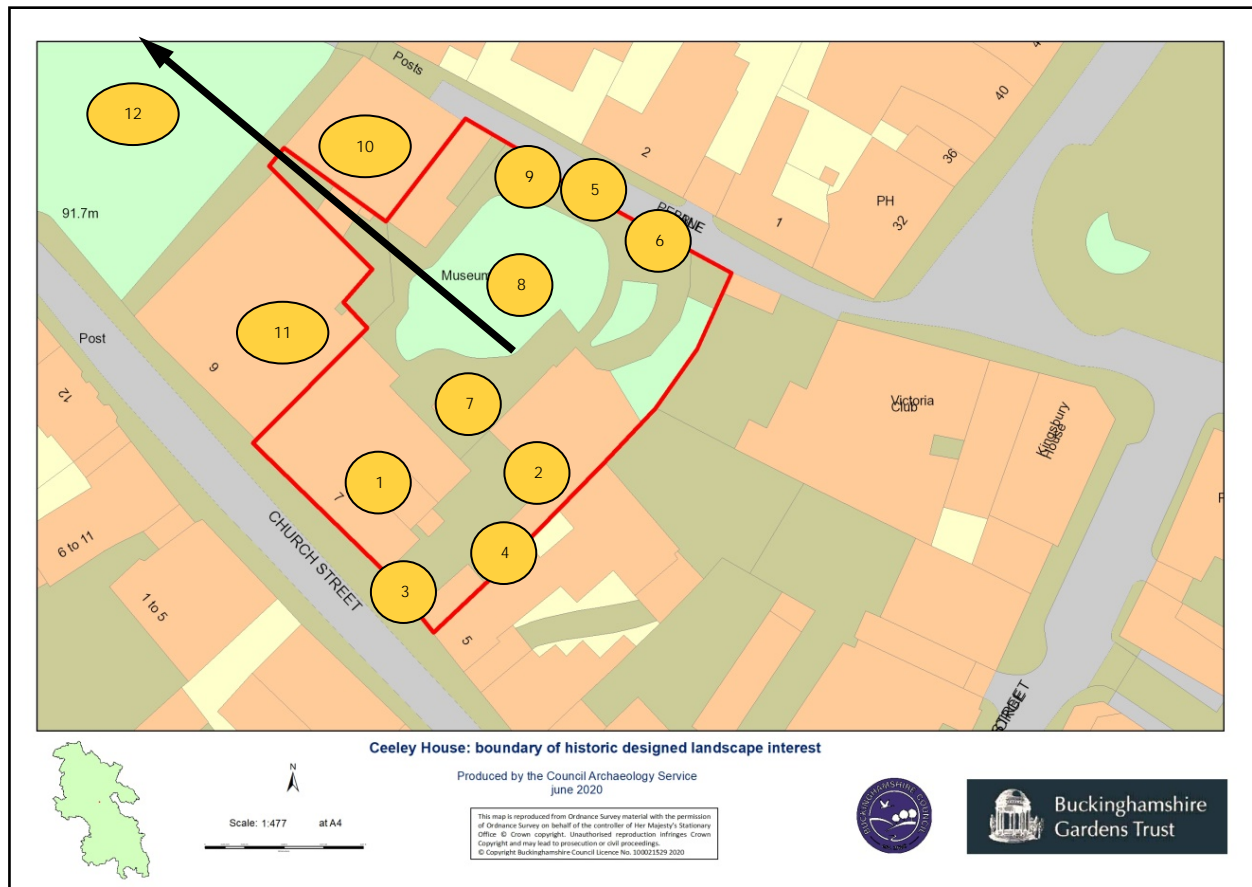 Posts
12
10
2
40
36
9
5
PH
32
1
91.7m
6
Museum
8
Post
11
9
12
7
Victoria
Club
Kingsbury
House
1
2
7
CHURCH STREET
6 to 11
4
3
1 to 5
5
Ceeley House: boundary of historic designed landscape interest
Produced by the Council Archaeology Service
june 2020
N
Scale: 1:477 at A4
This map is reproduced from Ordnance Survey material with the permission
of Ordnance Survey on behalf of the controller of Her Majesty's Stationary
Office © Crown copyright. Unauthorised reproduction infringes Crown
Copyright and may lead to prosecution or civil proceedings.
© Copyright Buckinghamshire Council Licence No. 100021529 2020
BUCKINGHAMSHIRE COUNCIL
Buckinghamshire
Gardens Trust